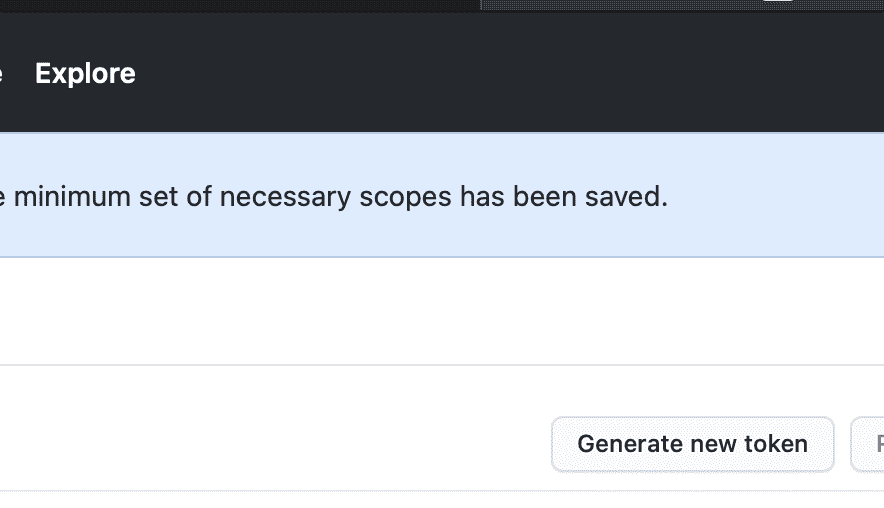 Explore
minimum set of necessary scopes has been saved.
Generate new token